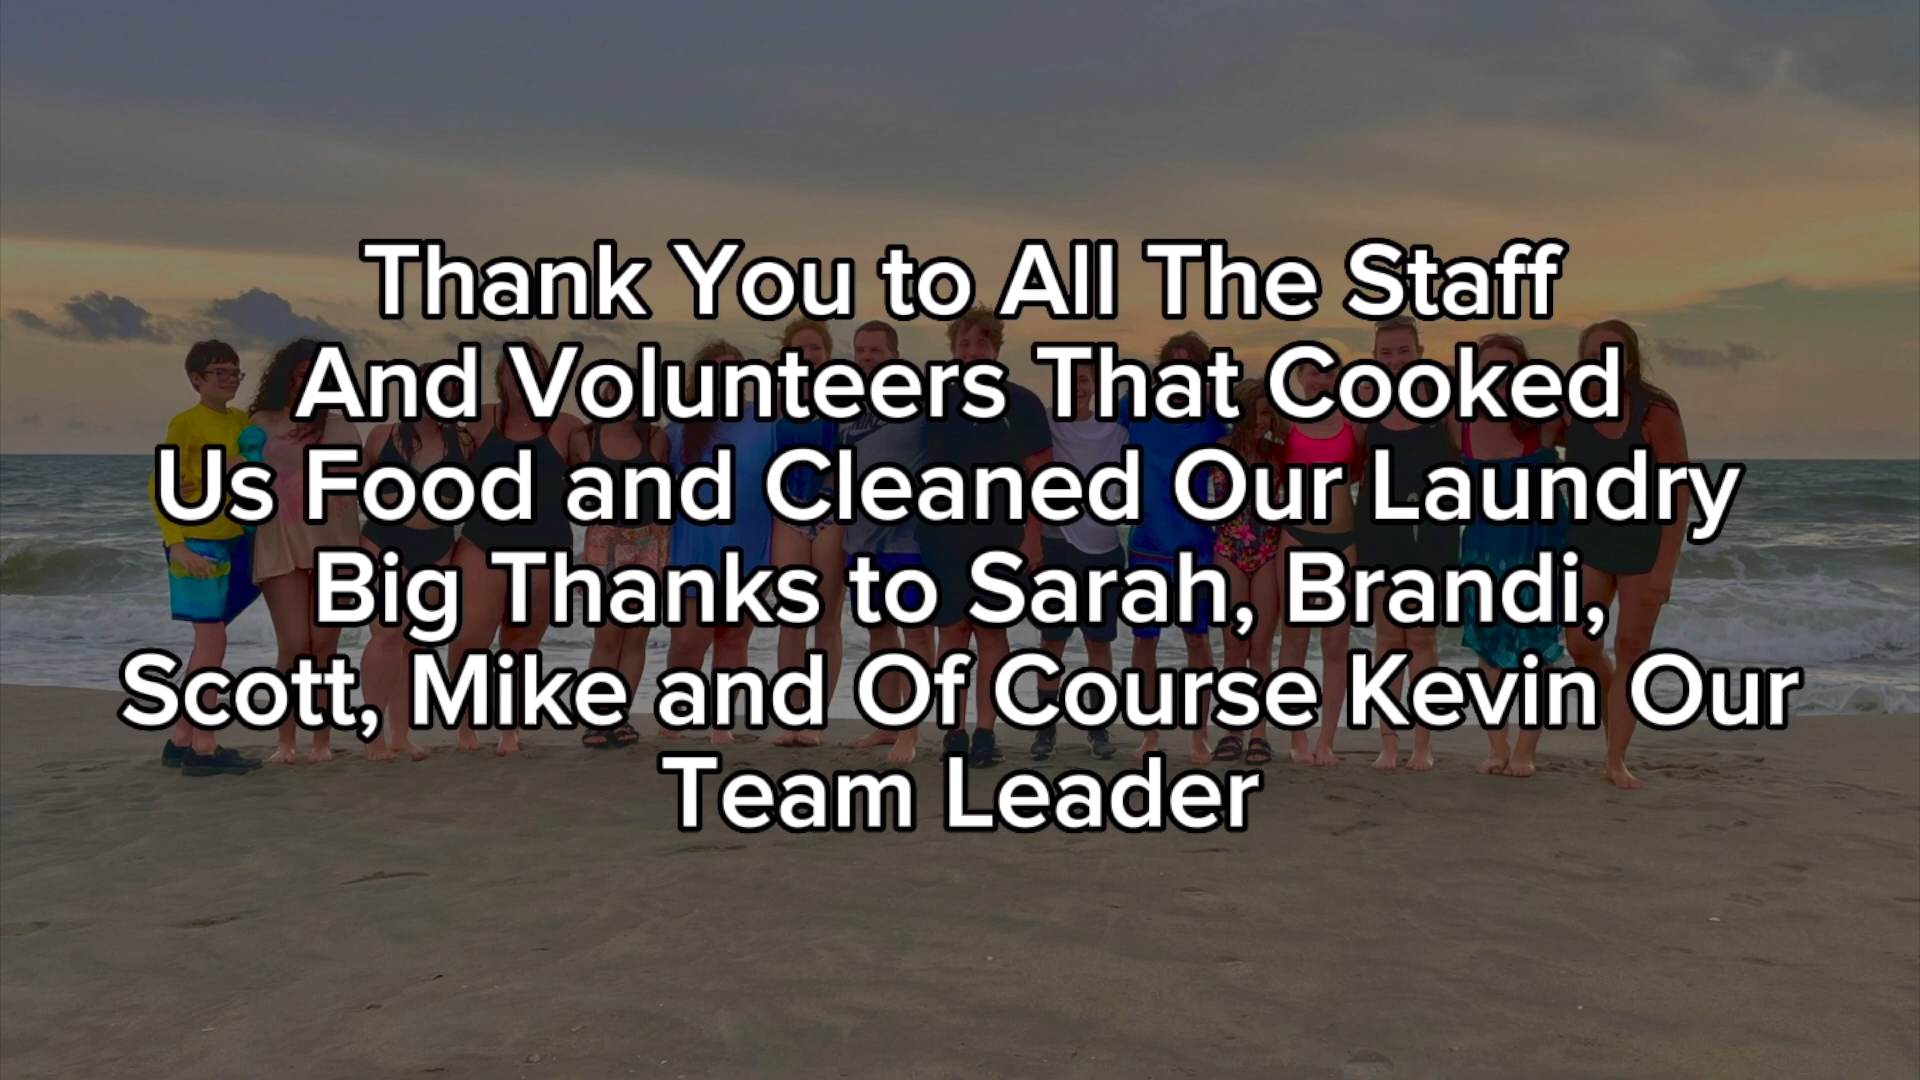 Thank You to All The Staff
And Volunteers That Cooked
Us Food and Cleaned Our Laundry
Big Thanks to Sarah, Brandi,
Scott, Mike and Of Course Kevin Our
Team Leader